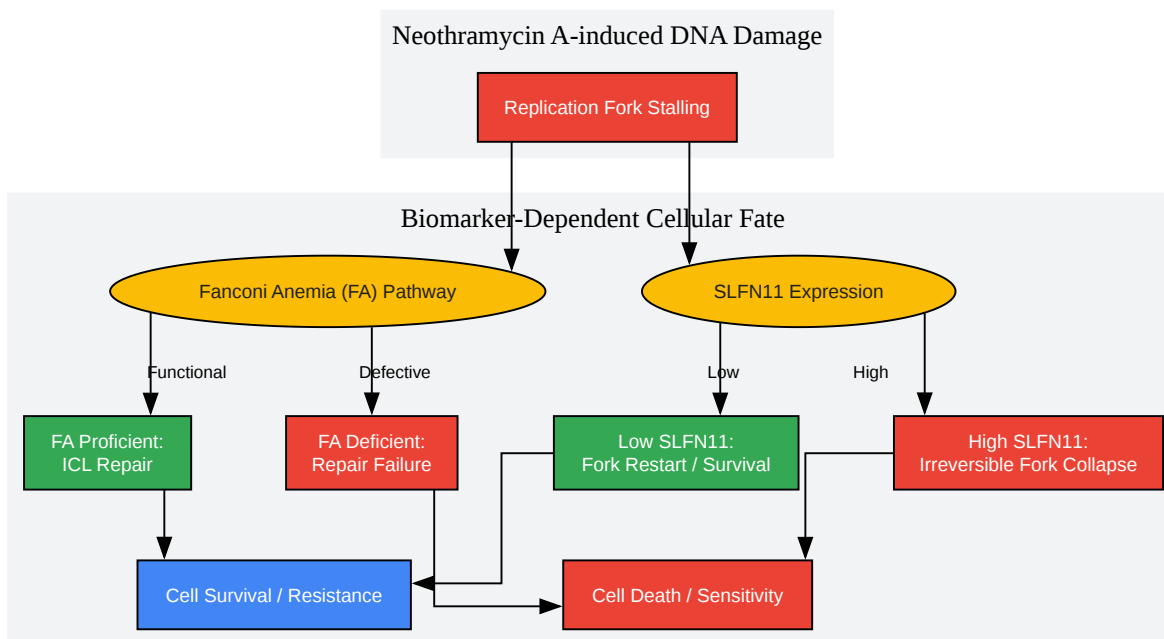 Neothramycin A-induced DNA Damage
Replication Fork Stalling
Biomarker-Dependent Cellular Fate
Fanconi Anemia (FA) Pathway
SLFN11 Expression
Functional
Defective
Low
High
FA Proficient:
ICL Repair
FA Deficient:
Repair Failure
Low SLFN11:
Fork Restart / Survival
High SLFN11:
Irreversible Fork Collapse
Cell Survival / Resistance
Cell Death / Sensitivity